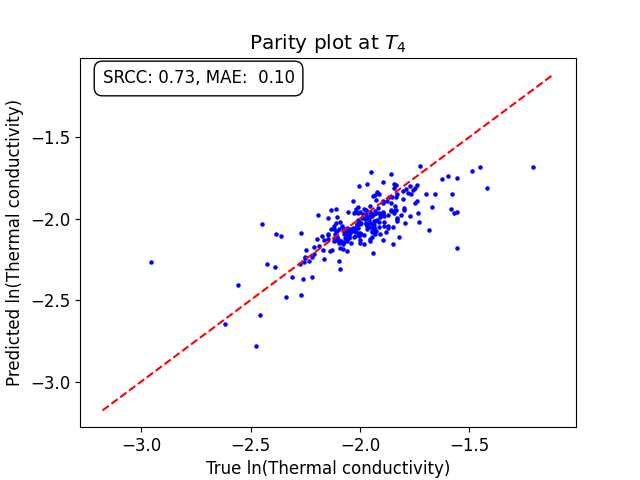 Parity plot at T₄
SRCC: 0.73, MAE:  0.10
Predicted ln(Thermal conductivity)
−1.5
−2.0
−2.5
−3.0
−3.0
−2.5
−2.0
−1.5
True ln(Thermal conductivity)